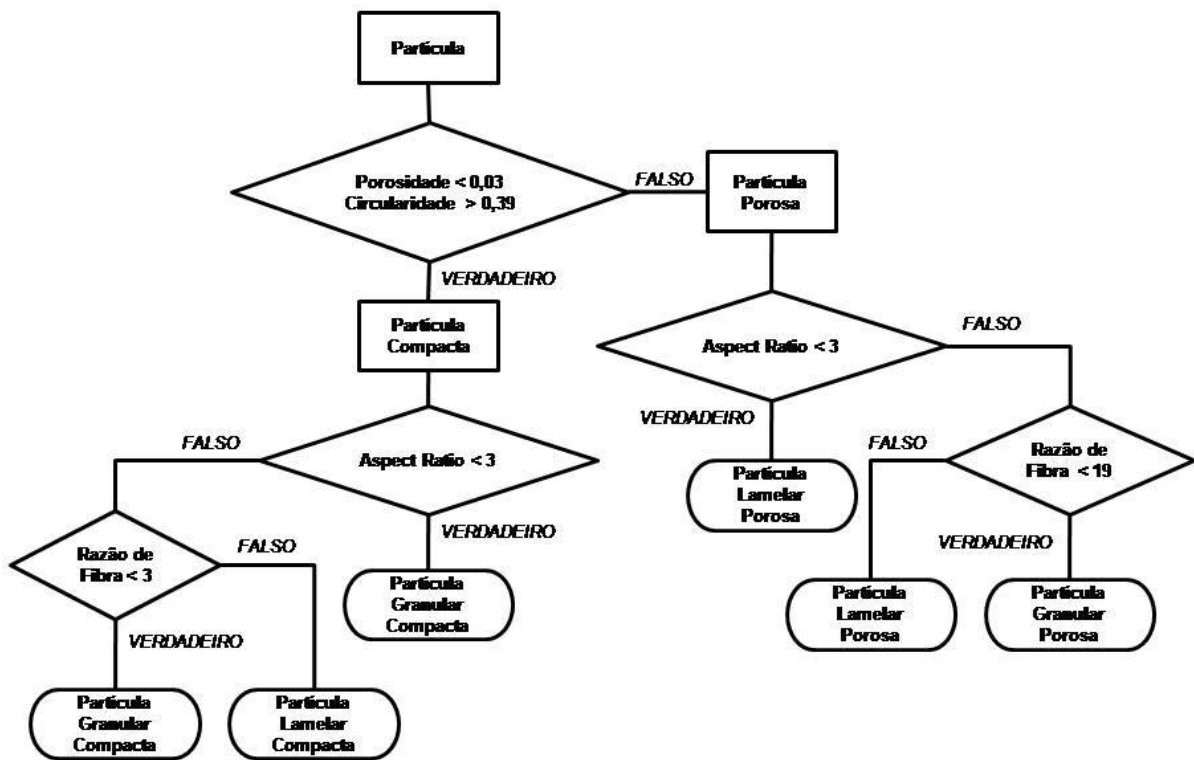 Partícula
Porosidade < 0,03
Circularidade > 0,39
FALSO
Partícula
Porosa
VERDADEIRO
Partícula
Compacta
Aspect Ratio < 3
FALSO
VERDADEIRO
Partícula
Lamelar
Porosa
Razão de
Fibra < 19
FALSO
VERDADEIRO
Partícula
Lamelar
Porosa
Partícula
Granular
Porosa
Aspect Ratio < 3
FALSO
VERDADEIRO
Partícula
Granular
Compacta
Razão de
Fibra < 3
FALSO
VERDADEIRO
Partícula
Granular
Compacta
Partícula
Lamelar
Compacta